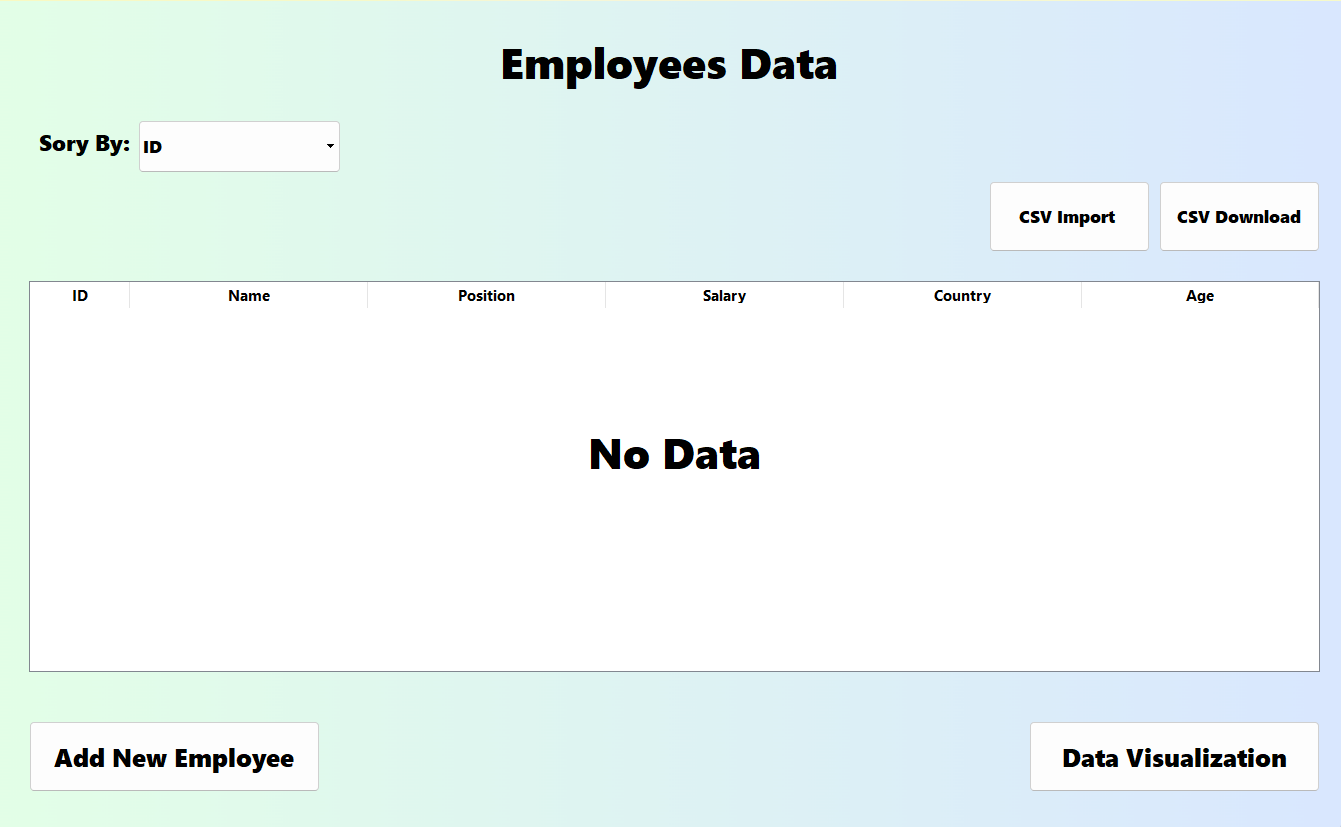 Employees Data
Sory By: ID
CSV Import CSV Download
ID Name Position Salary Country Age
No Data
Add New Employee Data Visualization